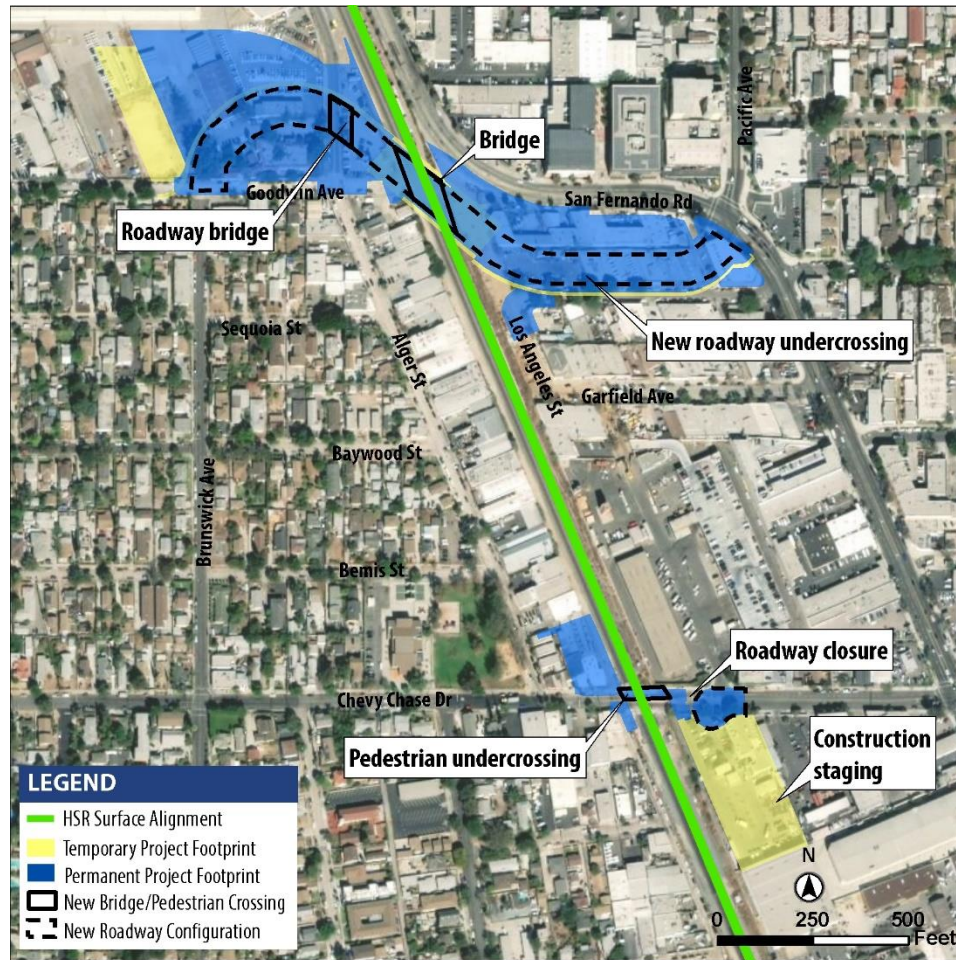 Pacific Ave
Bridge
Goodwin Ave
San Fernando Rd
Roadway bridge
Sequoia St
Alger St
Los Angeles St
New roadway undercrossing
Garfield Ave
Baywood St
Brunswick Ave
Bemis St
Roadway closure
Chevy Chase Dr
Pedestrian undercrossing
Construction
staging
LEGEND
HSR Surface Alignment
Temporary Project Footprint
Permanent Project Footprint
New Bridge/Pedestrian Crossing
New Roadway Configuration
N
0 250 500
Feet